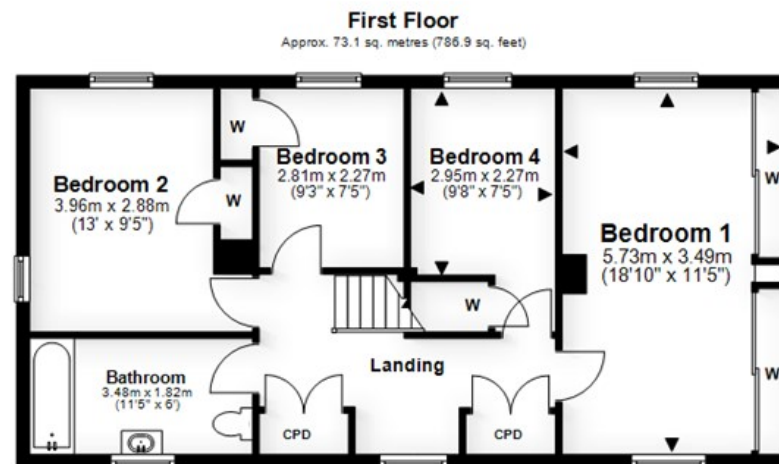 First Floor
Approx. 73.1 sq. metres (786.9 sq. feet)
W
Bedroom 3
2.81m x 2.27m
(9'3" x 7'5")
Bedroom 4
2.95m x 2.27m
(9'8" x 7'5")
W
Bedroom 2
3.96m x 2.88m
(13' x 9'5")
W
Bedroom 1
5.73m x 3.49m
(18'10" x 11'5")
W
Landing
Bathroom
3.48m x 1.82m
(11'5" x 6')
W
CPD
CPD